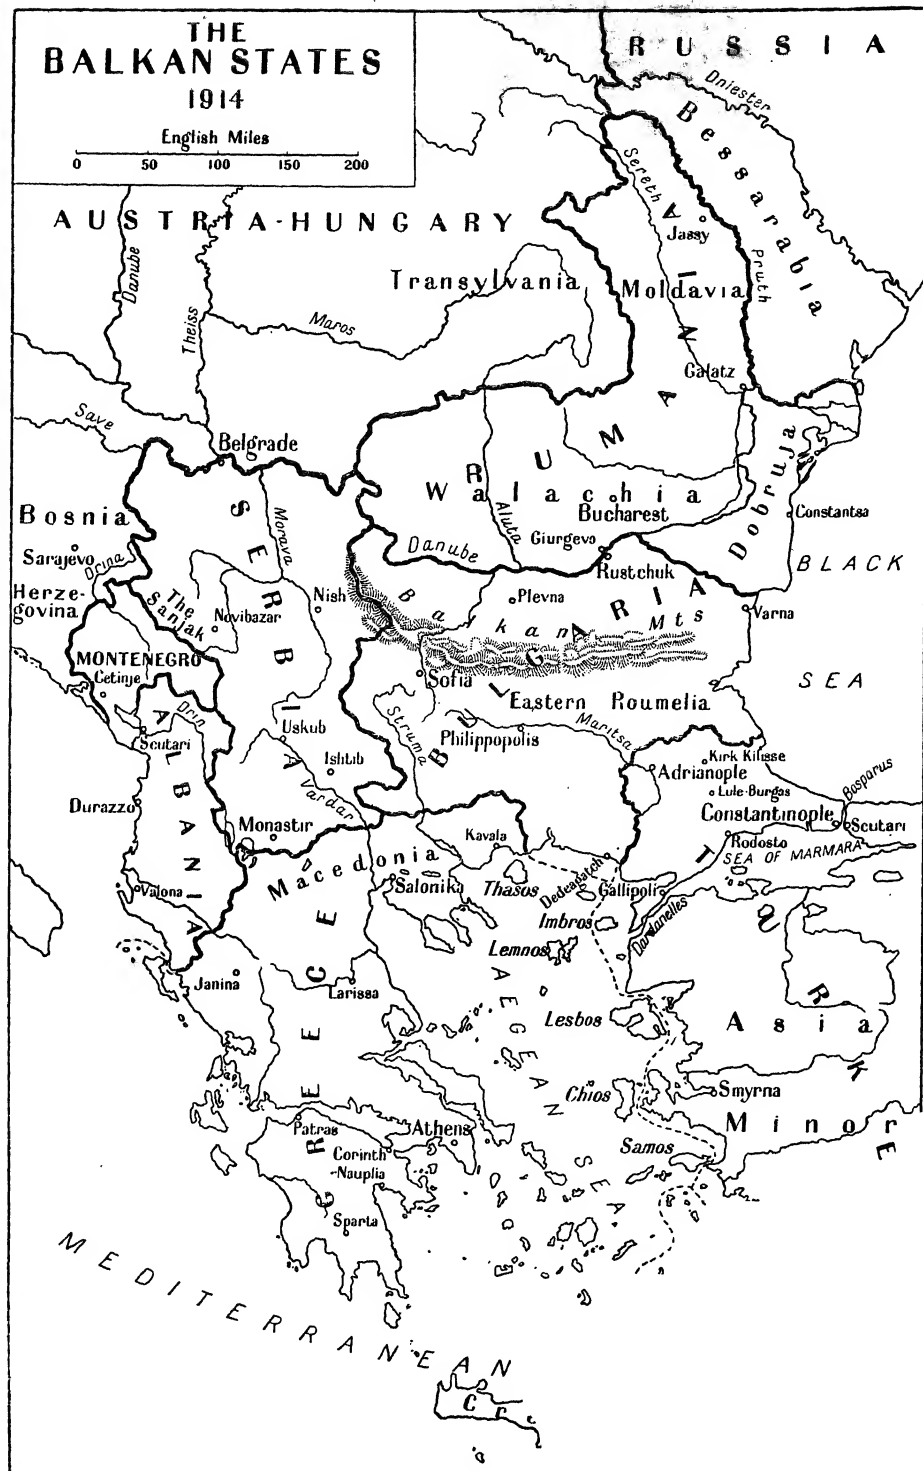 THE
BALKAN STATES
1914
English Miles
0 50 100 150 200
RUSSIA
Dniester
Bessarabia
Sereth
Jassy
Pruth
AUSTRIA-HUNGARY
Danube
Theiss
Transylvania
Moldavia
Maros
Galatz
RUMANIA
Save
Belgrade
Walachia
Dobruja
Bosnia
Morava
Aluta
Bucharest
Constantsa
Sarajevo
Drina
SERBIA
Danube
Giurgevo
Rustchuk
BLACK
SEA
Herze-
govina
The
Sanjak
Novibazar
Nish
Plevna
Balkan Mts
BULGARIA
Varna
MONTENEGRO
Cetinje
Sofia
Eastern Roumelia
Drin
Scutari
ALBANIA
Uskub
Struma
Philippopolis
Maritsa
Ishtib
Kirk Kilisse
Adrianople
Lule-Burgas
Bosparus
Durazzo
Vardar
Constantinople
Scutari
Monastir
Kavala
Rodosto
SEA OF MARMARA
Macedonia
Dedeagatch
Valona
Salonika
Thasos
Gallipoli
TURKE
Imbros
Dardanelles
Lemnos
Janina
Larissa
GREECE
AEGEAN SEA
Lesbos
Asia
Minor
Chios
Smyrna
Patras
Athens
Corinth
Nauplia
Samos
Sparta
MEDITERRANEAN
Cre